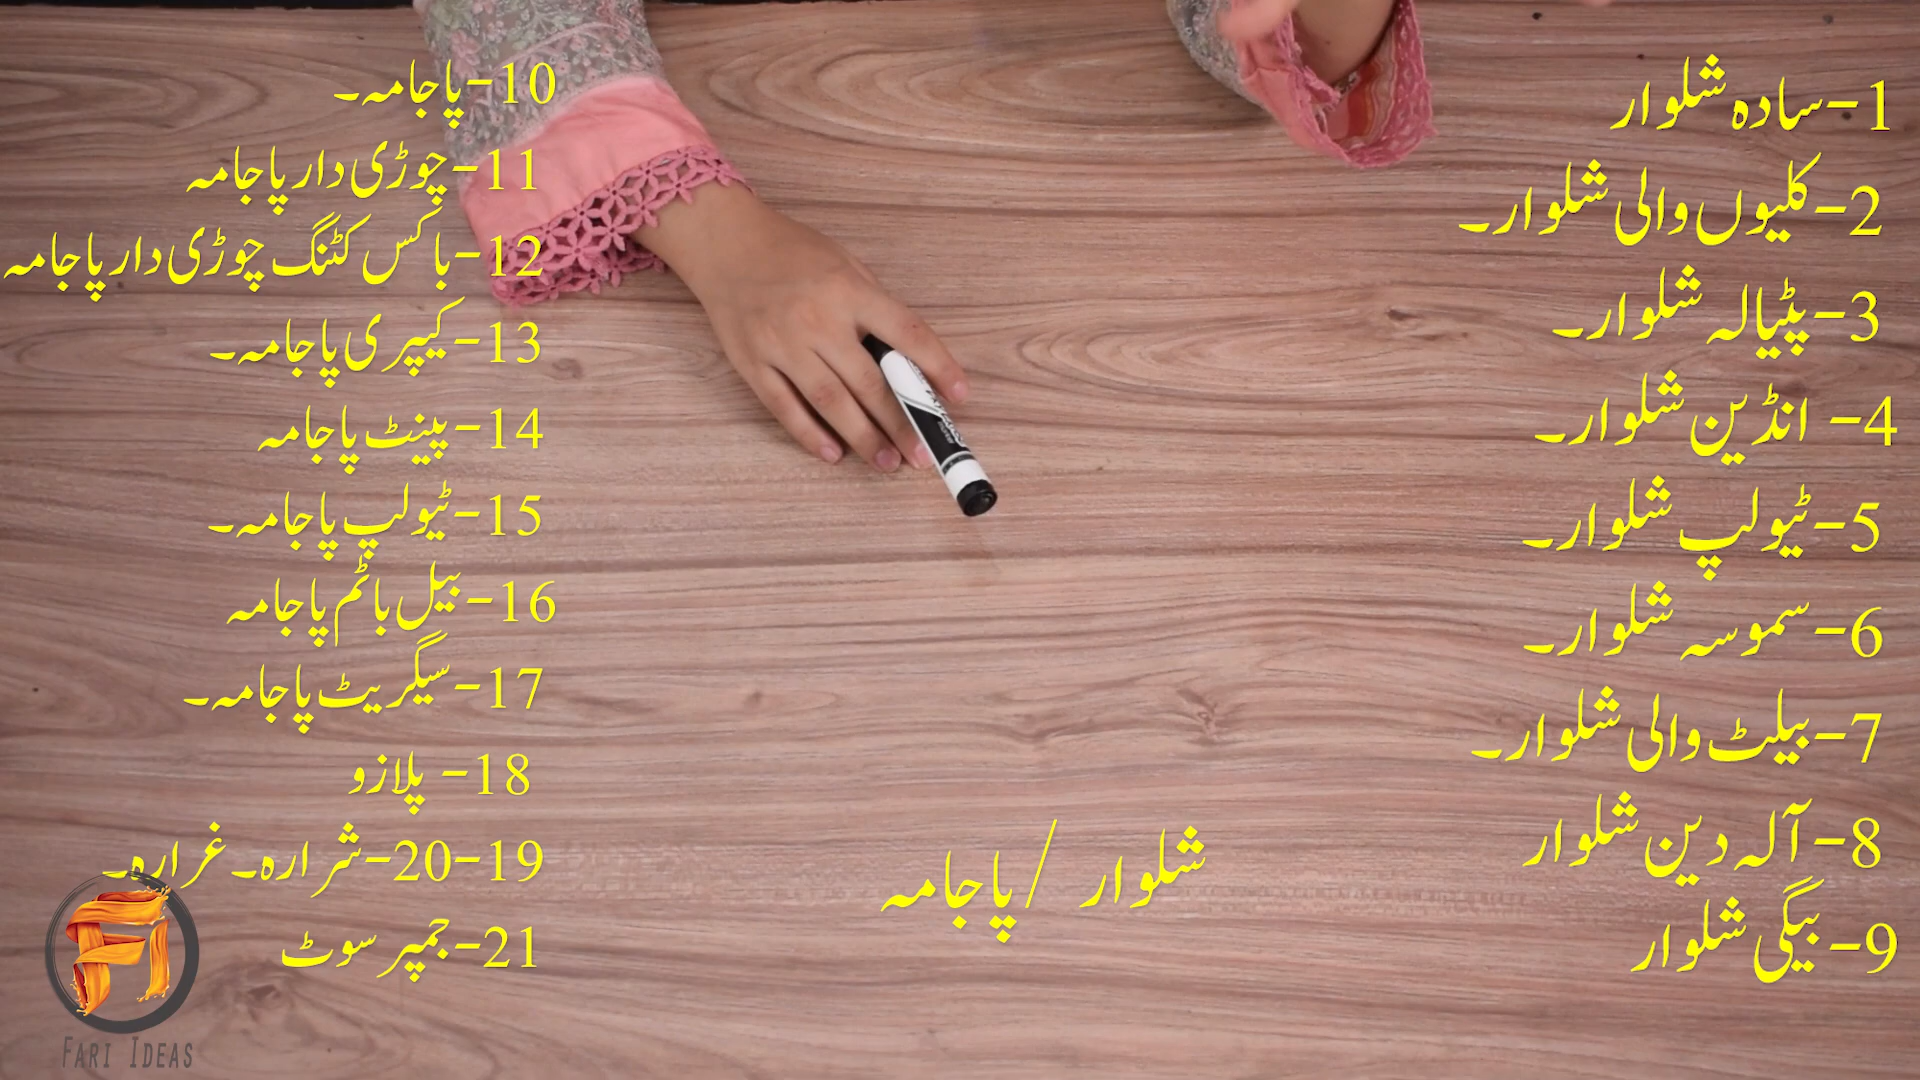 1-سادہ شلوار
2-کلیوں والی شلوار۔
3-پٹیالہ شلوار۔
4- انڈین شلوار۔
5-ٹیولپ شلوار۔
6-سموسہ شلوار۔
7-بیلٹ والی شلوار۔
8-آلہ دین شلوار
9-بیگی شلوار
10-پاجامہ۔
11-چوڑی دار پاجامہ
12-باکس کٹنگ چوڑی دار پاجامہ
13-کیپری پاجامہ۔
14-پینٹ پاجامہ
15-ٹیولپ پاجامہ۔
16-بیل باٹم پاجامہ
17-سیگریٹ پاجامہ۔
18- پلازو
19-20-شرارہ۔غرارہ۔
21-جمپر سوٹ
شلوار /پاجامہ
FI
FARI IDEAS